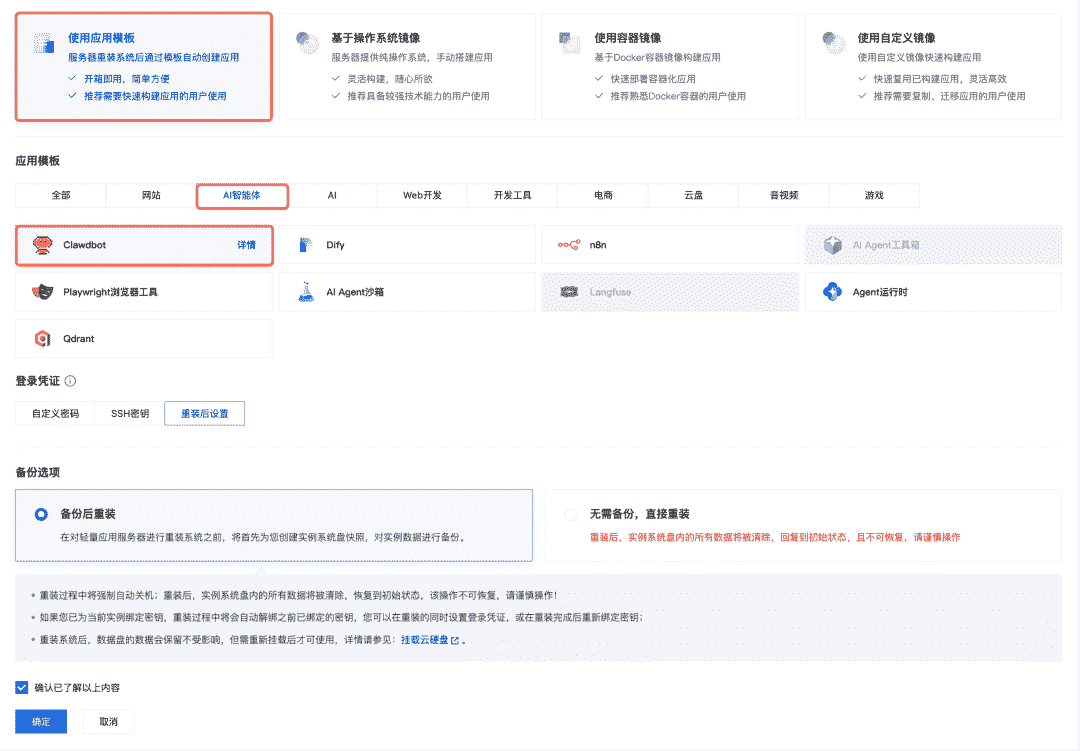 使用应用模板
服务器重装系统后通过模板自动创建应用
开箱即用，简单方便
推荐需要快速构建应用的用户使用
基于操作系统镜像
服务器提供纯操作系统，手动搭建应用
灵活构建，随心所欲
推荐具备较强技术能力的用户使用
使用容器镜像
基于Docker容器镜像构建应用
快速部署容器化应用
推荐熟悉Docker容器的用户使用
使用自定义镜像
使用自定义镜像快速构建应用
快速复用已构建应用，灵活高效
推荐需要复制、迁移应用的用户使用
应用模板
全部 网站 AI智能体 AI Web开发 开发工具 电商 云盘 音视频 游戏
Clawdbot 详情 Dify n8n AI Agent工具箱
Playwright浏览器工具 AI Agent沙箱 Langfuse Agent运行时
Qdrant
登录凭证
自定义密码 SSH密钥 重装后设置
备份选项
备份后重装
在对轻量应用服务器进行重装系统之前，将首先为您创建实例系统盘快照，对实例数据进行备份。
无需备份，直接重装
重装后，实例系统盘内的所有数据将被清除，回复到初始状态，且不可恢复，请谨慎操作
重装过程中将强制自动关机；重装后，实例系统盘内的所有数据将被清除，恢复到初始状态，该操作不可恢复，请谨慎操作！
如果您已为当前实例绑定密钥，重装过程中将会自动解绑之前已绑定的密钥，您可以在重装的同时设置登录凭证，或在重装完成后重新绑定密钥；
重装系统后，数据盘的数据会保留不受影响，但需重新挂载后才可使用，详情请参见：挂载云硬盘。
确认已了解以上内容
确定 取消